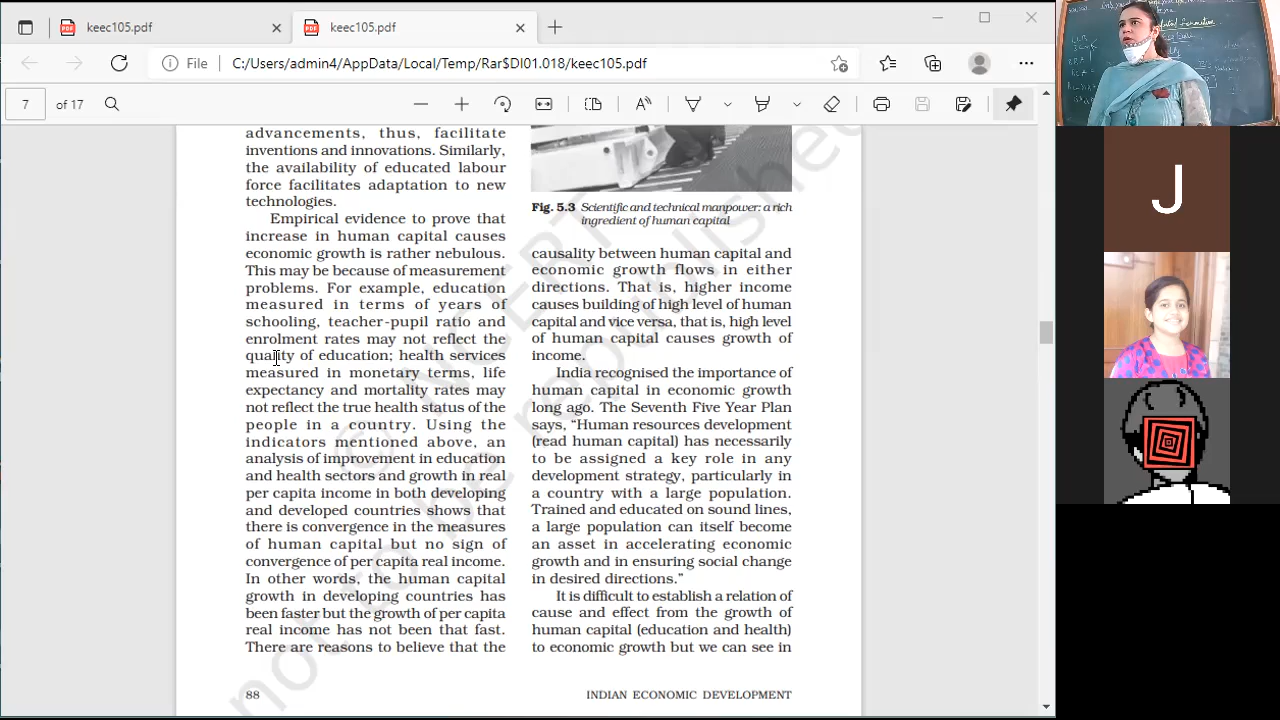 keec105.pdf
keec105.pdf
File C:/Users/admin4/AppData/Local/Temp/Rar$DI01.018/keec105.pdf
7 of 17
advancements, thus, facilitate
inventions and innovations. Similarly,
the availability of educated labour
force facilitates adaptation to new
technologies.
Empirical evidence to prove that
increase in human capital causes
economic growth is rather nebulous.
This may be because of measurement
problems. For example, education
measured in terms of years of
schooling, teacher-pupil ratio and
enrolment rates may not reflect the
quality of education; health services
measured in monetary terms, life
expectancy and mortality rates may
not reflect the true health status of the
people in a country. Using the
indicators mentioned above, an
analysis of improvement in education
and health sectors and growth in real
per capita income in both developing
and developed countries shows that
there is convergence in the measures
of human capital but no sign of
convergence of per capita real income.
In other words, the human capital
growth in developing countries has
been faster but the growth of per capita
real income has not been that fast.
There are reasons to believe that the
Fig. 5.3 Scientific and technical manpower: a rich
ingredient of human capital
causality between human capital and
economic growth flows in either
directions. That is, higher income
causes building of high level of human
capital and vice versa, that is, high level
of human capital causes growth of
income.
India recognised the importance of
human capital in economic growth
long ago. The Seventh Five Year Plan
says, “Human resources development
(read human capital) has necessarily
to be assigned a key role in any
development strategy, particularly in
a country with a large population.
Trained and educated on sound lines,
a large population can itself become
an asset in accelerating economic
growth and in ensuring social change
in desired directions.”
It is difficult to establish a relation of
cause and effect from the growth of
human capital (education and health)
to economic growth but we can see in
88
INDIAN ECONOMIC DEVELOPMENT
© NCERT
not to be republished
J